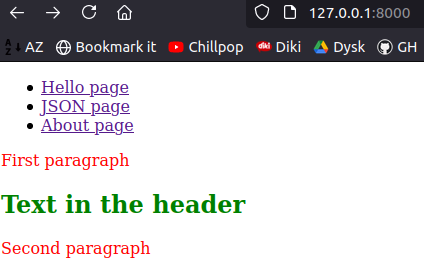 127.0.0.1:8000
AZ Bookmark it Chillpop diki Diki Dysk GH
Hello page
JSON page
About page
First paragraph
Text in the header
Second paragraph